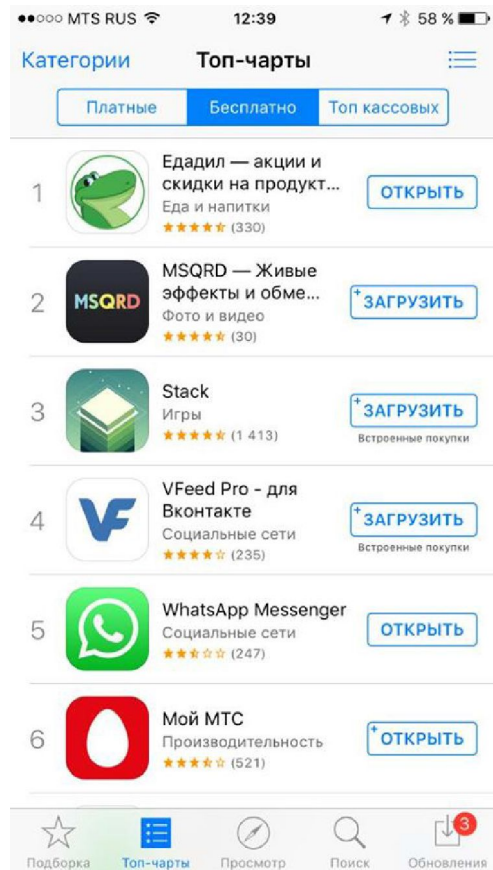 MTS RUS 12:39 58 %
Категории Топ-чарты
Платные Бесплатно Топ кассовых
1
Едадил — акции и
скидки на продукт...
Еда и напитки
(330)
ОТКРЫТЬ
2
MSQRD
MSQRD — Живые
эффекты и обме...
Фото и видео
(30)
+ЗАГРУЗИТЬ
3
Stack
Игры
(1 413)
+ЗАГРУЗИТЬ
Встроенные покупки
4
VF
VFeed Pro - для
Вконтакте
Социальные сети
(235)
+ЗАГРУЗИТЬ
Встроенные покупки
5
WhatsApp Messenger
Социальные сети
(247)
ОТКРЫТЬ
6
Мой МТС
Производительность
(521)
+ОТКРЫТЬ
3
Подборка Топ-чарты Просмотр Поиск Обновления